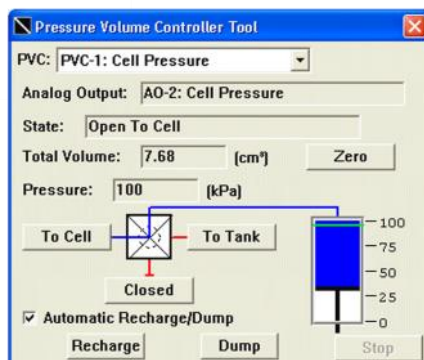 Pressure Volume Controller Tool
PVC: PVC-1: Cell Pressure
Analog Output: AO-2: Cell Pressure
State: Open To Cell
Total Volume: 7.68 (cm³) Zero
Pressure: 100 (kPa)
To Cell To Tank
Closed
100
75
50
25
0
Automatic Recharge/Dump
Recharge Dump Stop